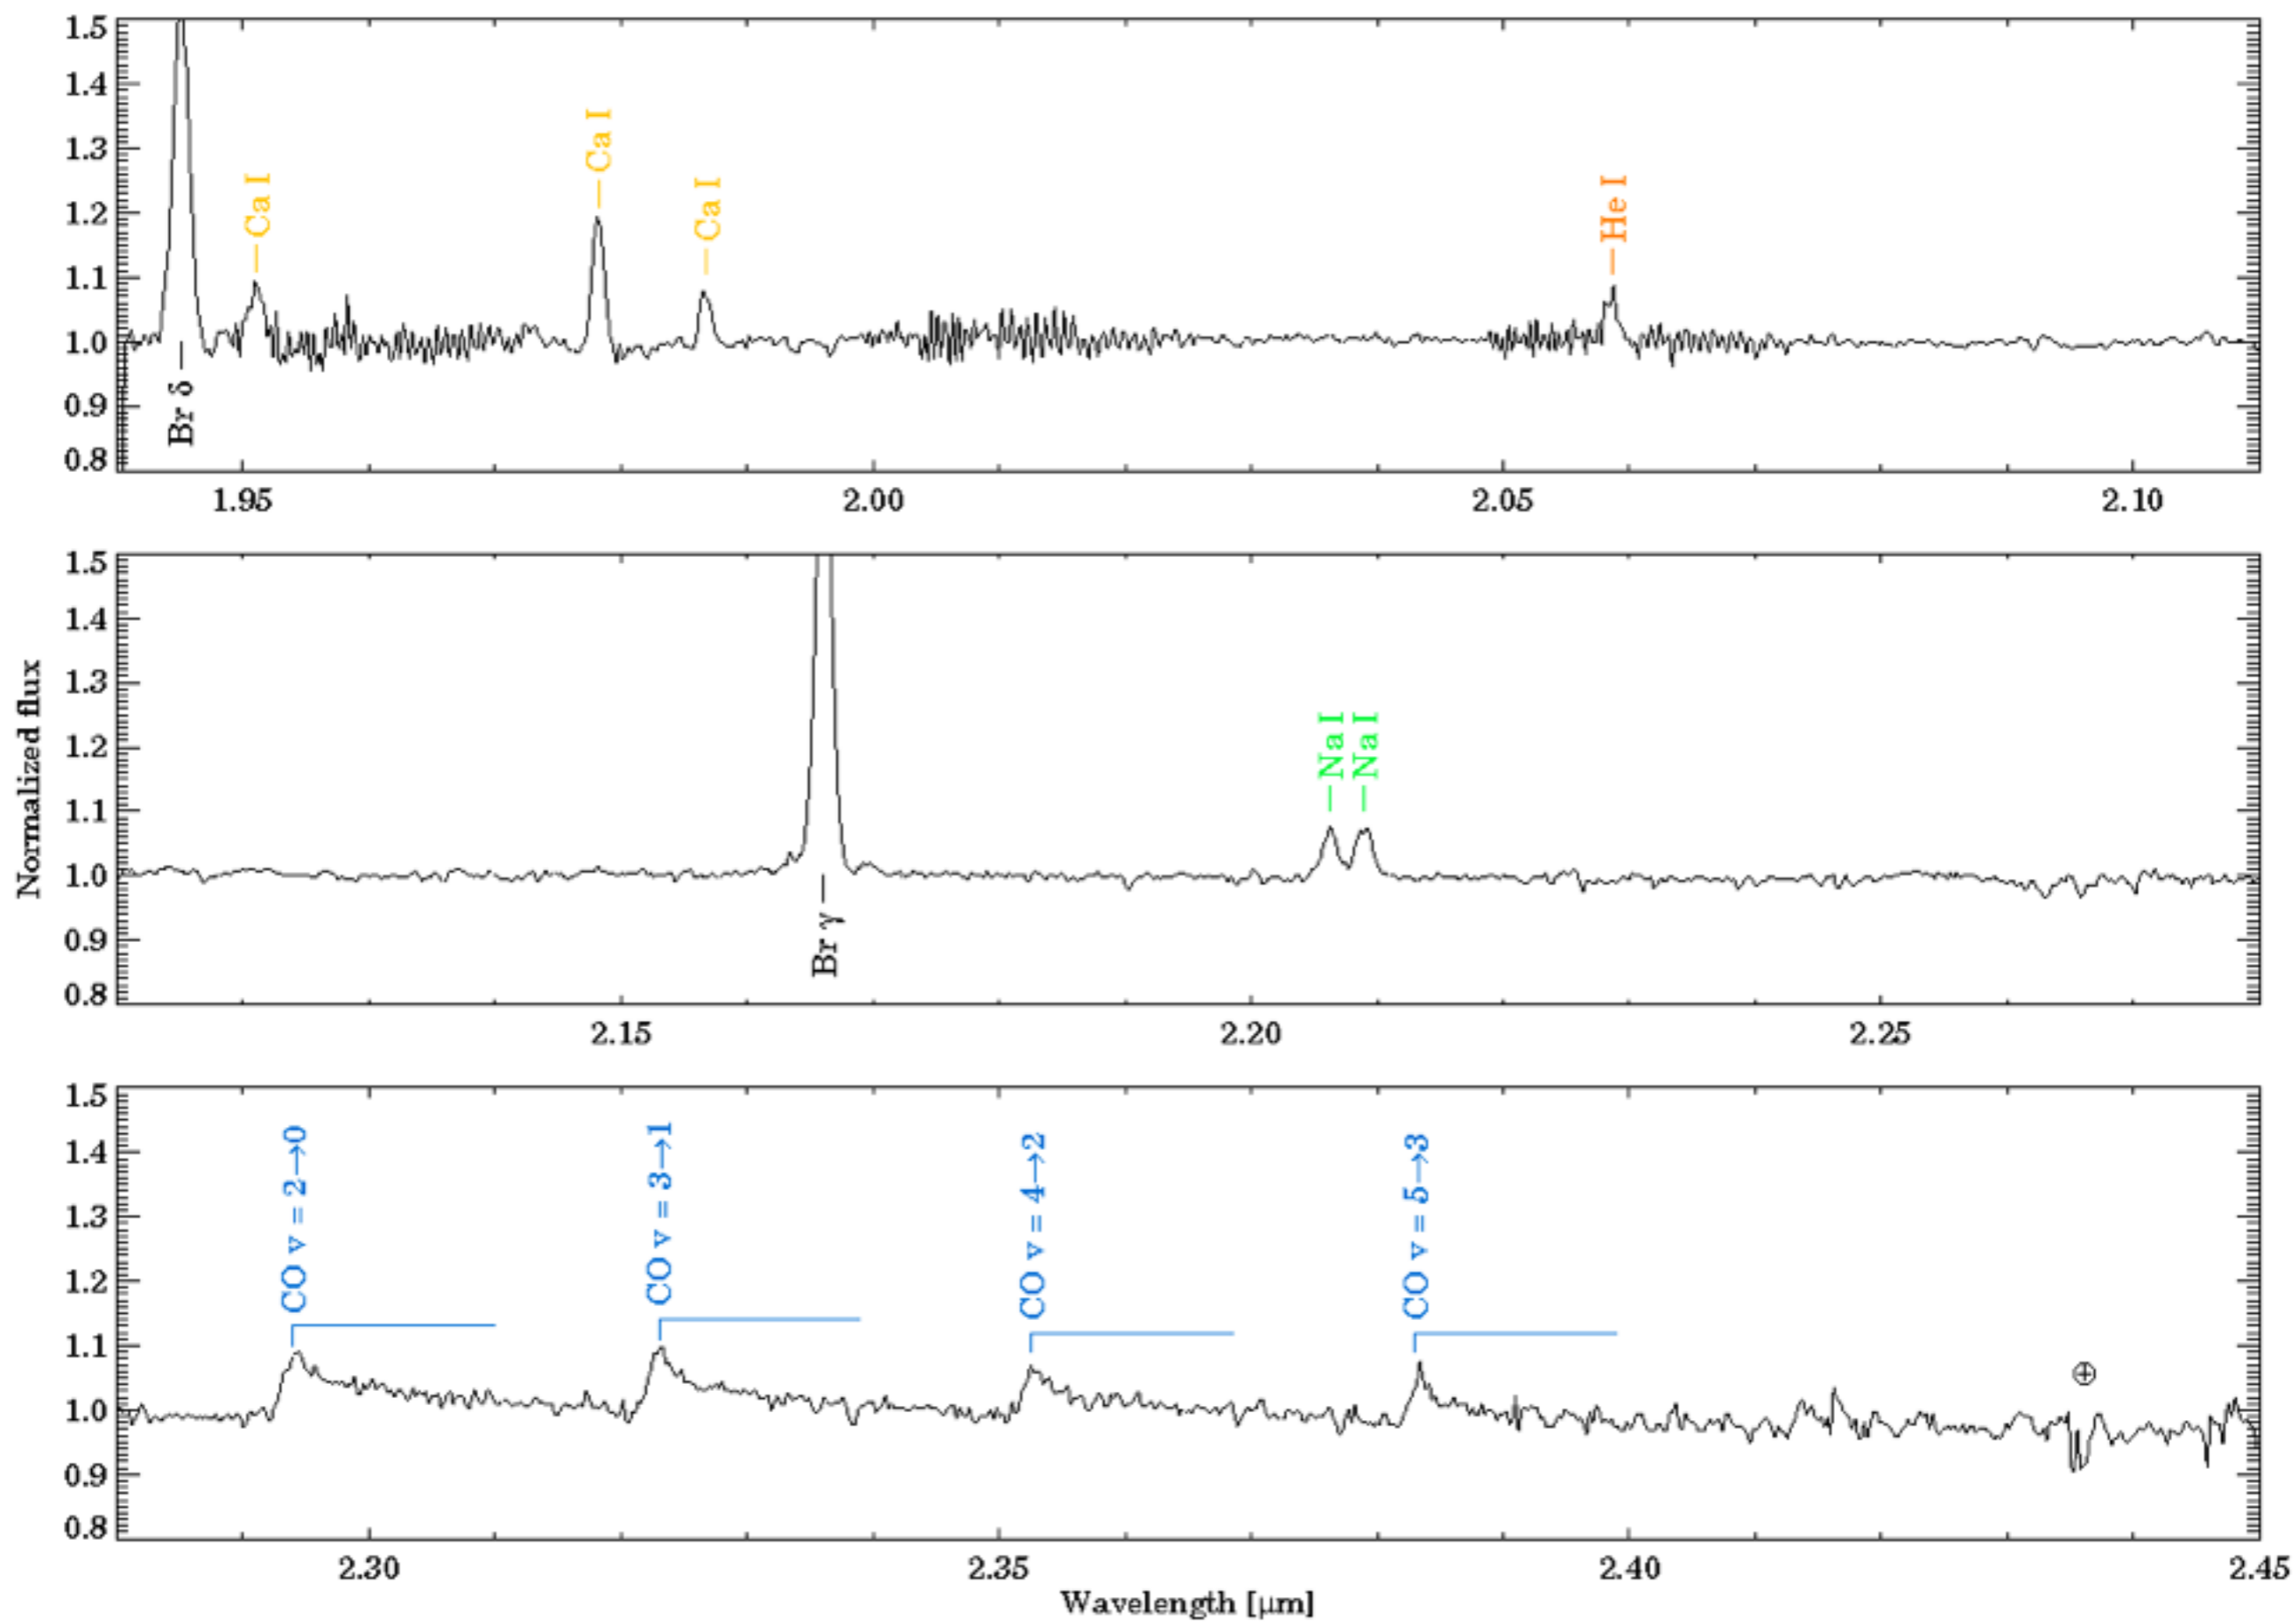 1.5
1.4
1.3
1.2
1.1
1.0
0.9
0.8
Br δ
Ca I
Ca I
Ca I
He I
1.95
2.00
2.05
2.10
Normalized flux
1.5
1.4
1.3
1.2
1.1
1.0
0.9
0.8
Br γ
Na I
Na I
2.15
2.20
2.25
1.5
1.4
1.3
1.2
1.1
1.0
0.9
0.8
CO v = 2→0
CO v = 3→1
CO v = 4→2
CO v = 5→3
⊕
2.30
2.35
2.40
2.45
Wavelength [μm]